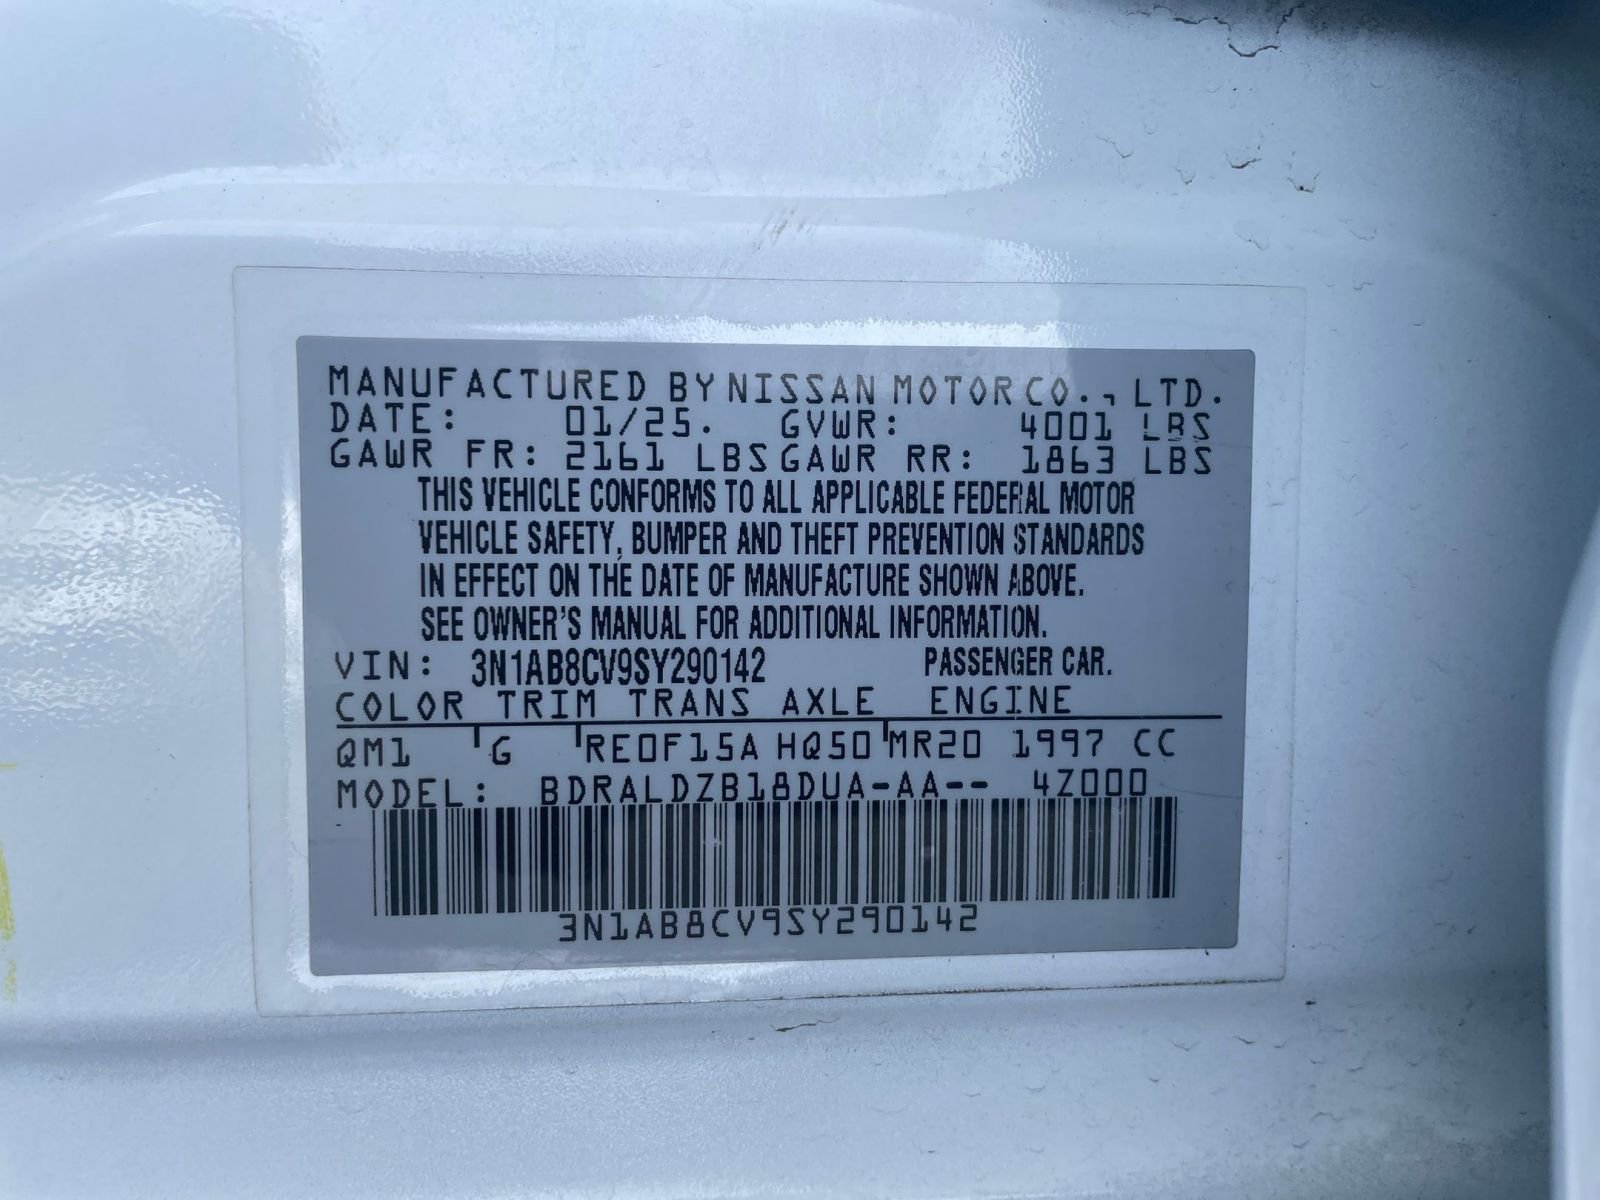 MANUFACTURED BY NISSAN MOTOR CO., LTD.
DATE: 01/25. GVWR: 4001 LBS
GAWR FR: 2161 LBS GAWR RR: 1863 LBS
THIS VEHICLE CONFORMS TO ALL APPLICABLE FEDERAL MOTOR
VEHICLE SAFETY, BUMPER AND THEFT PREVENTION STANDARDS
IN EFFECT ON THE DATE OF MANUFACTURE SHOWN ABOVE.
SEE OWNER'S MANUAL FOR ADDITIONAL INFORMATION.
VIN: 3N1AB8CV9SY290142 PASSENGER CAR.
COLOR TRIM TRANS AXLE ENGINE
QM1 G RE0F15A HQ50 MR20 1997 CC
MODEL: BDRALDZB18DUA-AA-- 4Z000
3N1AB8CV9SY290142